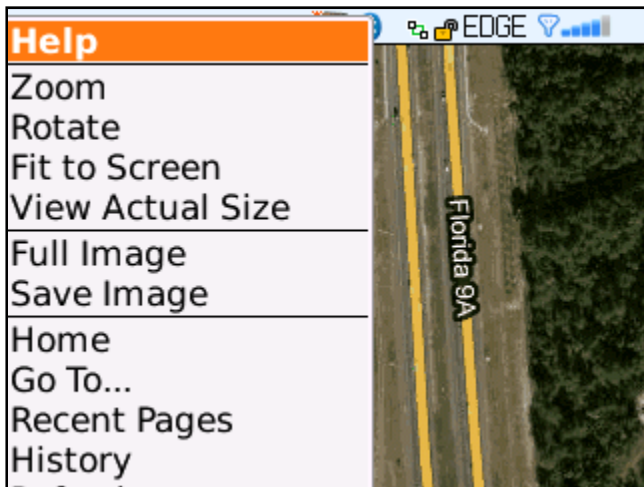 EDGE
Help
Zoom
Rotate
Fit to Screen
View Actual Size
Full Image
Save Image
Home
Go To...
Recent Pages
History
Florida 9A